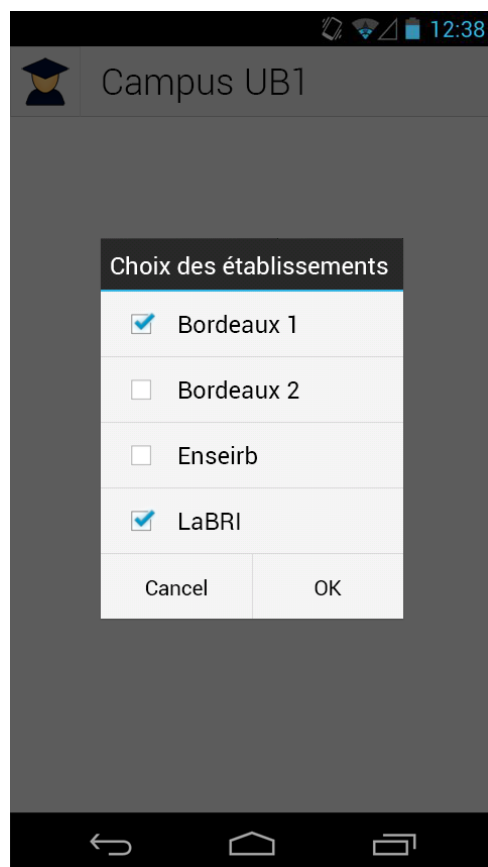 12:38
Campus UB1
Choix des établissements
Bordeaux 1
Bordeaux 2
Enseirb
LaBRI
Cancel OK